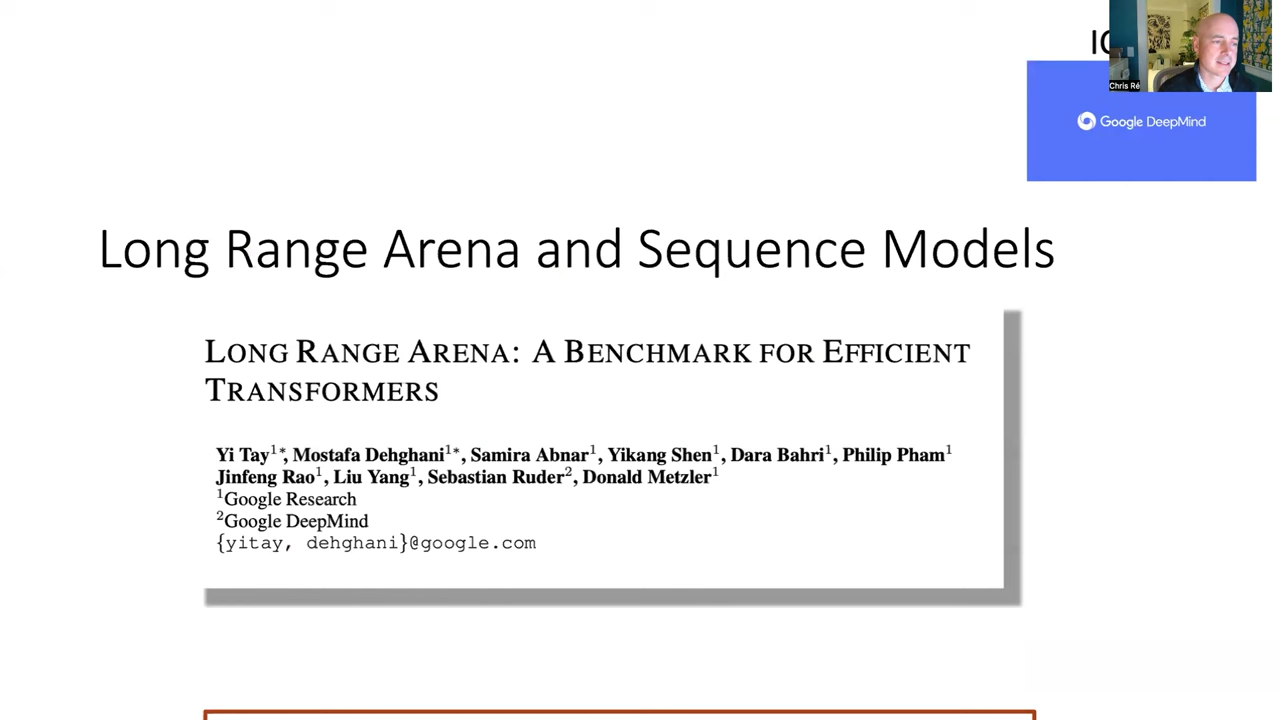 Chris Ré
Google DeepMind
Long Range Arena and Sequence Models
LONG RANGE ARENA: A BENCHMARK FOR EFFICIENT
TRANSFORMERS
Yi Tay¹*, Mostafa Dehghani¹*, Samira Abnar¹, Yikang Shen¹, Dara Bahri¹, Philip Pham¹
Jinfeng Rao¹, Liu Yang¹, Sebastian Ruder², Donald Metzler¹
¹Google Research
²Google DeepMind
{yitay, dehghani}@google.com